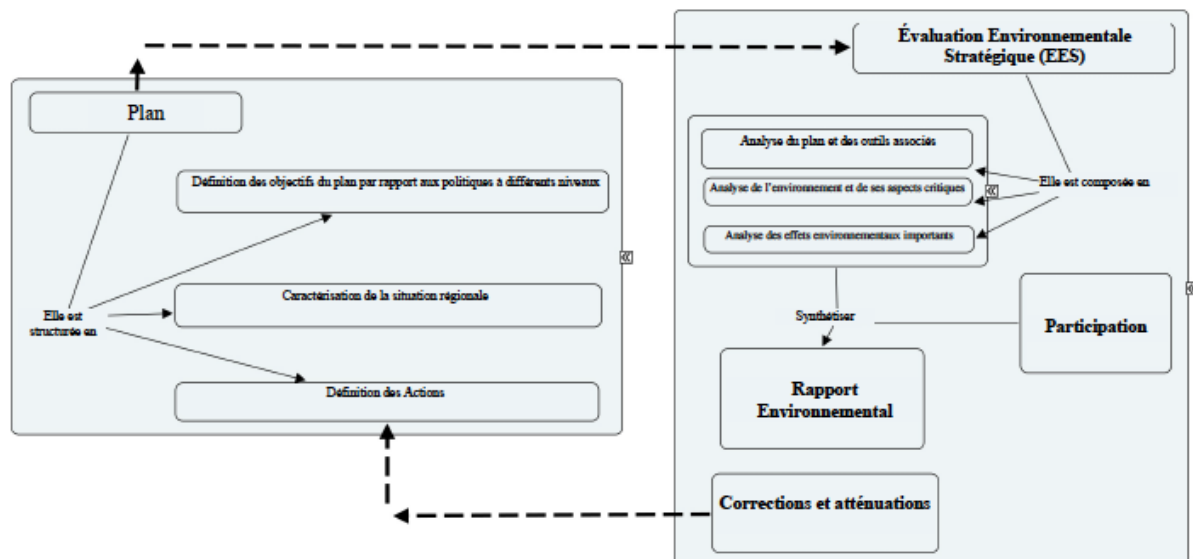 Plan
Définition des objectifs du plan par rapport aux politiques à différents niveaux
Caractérisation de la situation régionale
Elle est
structurée en
Définition des Actions
Évaluation Environnementale
Stratégique (EES)
Analyse du plan et des outils associés
Analyse de l'environnement et de ses aspects critiques
Analyse des effets environnementaux importants
Elle est composée en
Synthétiser
Participation
Rapport
Environnemental
Corrections et atténuations